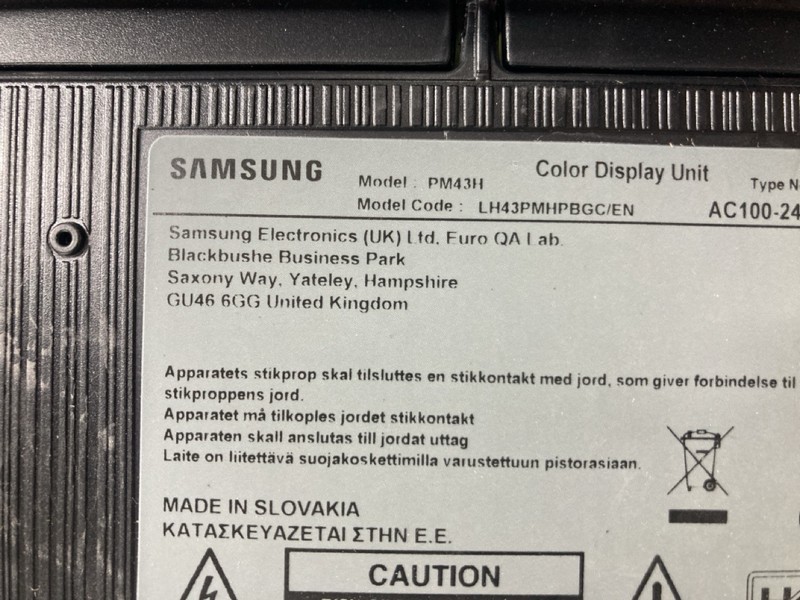 SAMSUNG
Model : PM43H
Color Display Unit
Type N
Model Code : LH43PMHPBGC/EN
AC100-24
Samsung Electronics (UK) Ltd, Euro QA Lab.
Blackbushe Business Park
Saxony Way, Yateley, Hampshire
GU46 6GG United Kingdom
Apparatets stikprop skal tilsluttes en stikkontakt med jord, som giver forbindelse til
stikproppens jord.
Apparatet må tilkoples jordet stikkontakt
Apparaten skall anslutas till jordat uttag
Laite on liitettävä suojakoskettimilla varustettuun pistorasiaan.
MADE IN SLOVAKIA
ΚΑΤΑΣΚΕΥΑΖΕΤΑΙ ΣΤΗΝ Ε.Ε.
CAUTION